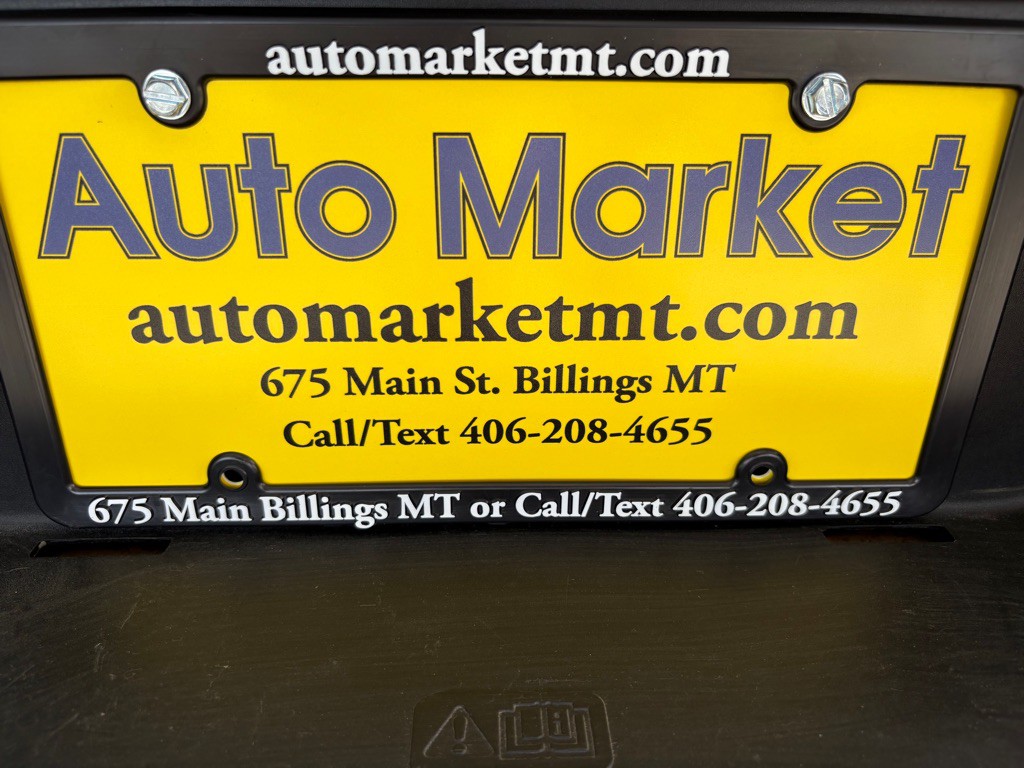 automarketmt.com
Auto Market
automarketmt.com
675 Main St. Billings MT
Call/Text 406-208-4655
675 Main Billings MT or Call/Text 406-208-4655